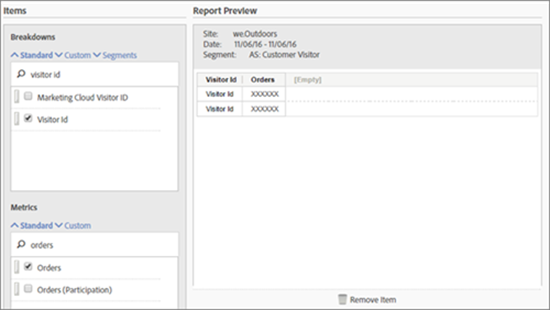 Items
Breakdowns
Standard Custom Segments
visitor id
Marketing Cloud Visitor ID
Visitor Id
Metrics
Standard Custom
orders
Orders
Orders (Participation)
Report Preview
Site: we.Outdoors
Date: 11/06/16 - 11/06/16
Segment: AS: Customer Visitor
Visitor Id Orders [Empty]
Visitor Id XXXXXX
Visitor Id XXXXXX
Remove Item